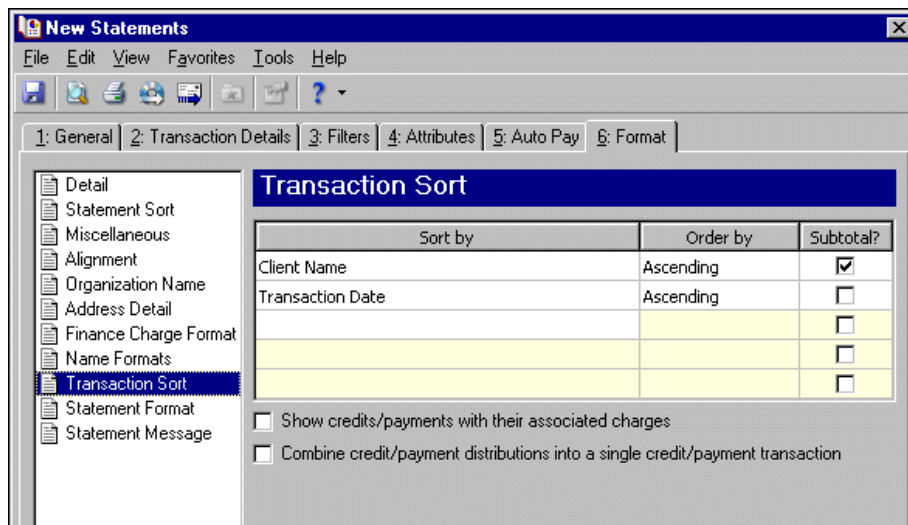 New Statements
File Edit View Favorites Tools Help
1: General 2: Transaction Details 3: Filters 4: Attributes 5: Auto Pay 6: Format
Detail
Statement Sort
Miscellaneous
Alignment
Organization Name
Address Detail
Finance Charge Format
Name Formats
Transaction Sort
Statement Format
Statement Message
Transaction Sort
Sort by Order by Subtotal?
Client Name Ascending
Transaction Date Ascending
Show credits/payments with their associated charges
Combine credit/payment distributions into a single credit/payment transaction